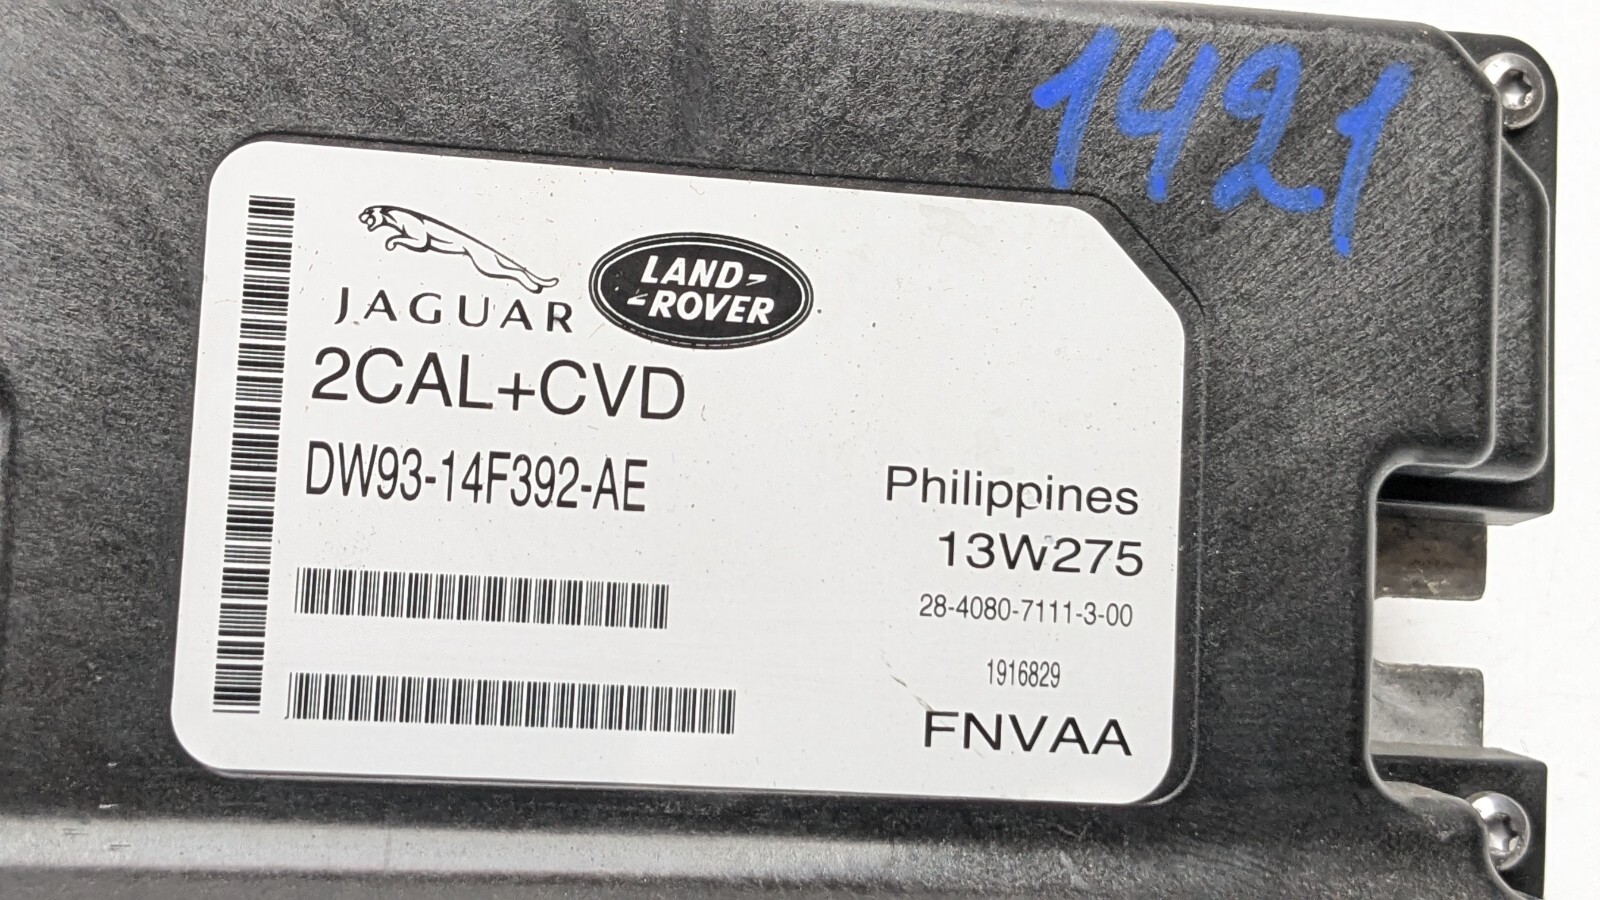 1421
JAGUAR
LAND-
-ROVER
2CAL+CVD
DW93-14F392-AE
Philippines
13W275
28-4080-7111-3-00
1916829
FNVAA